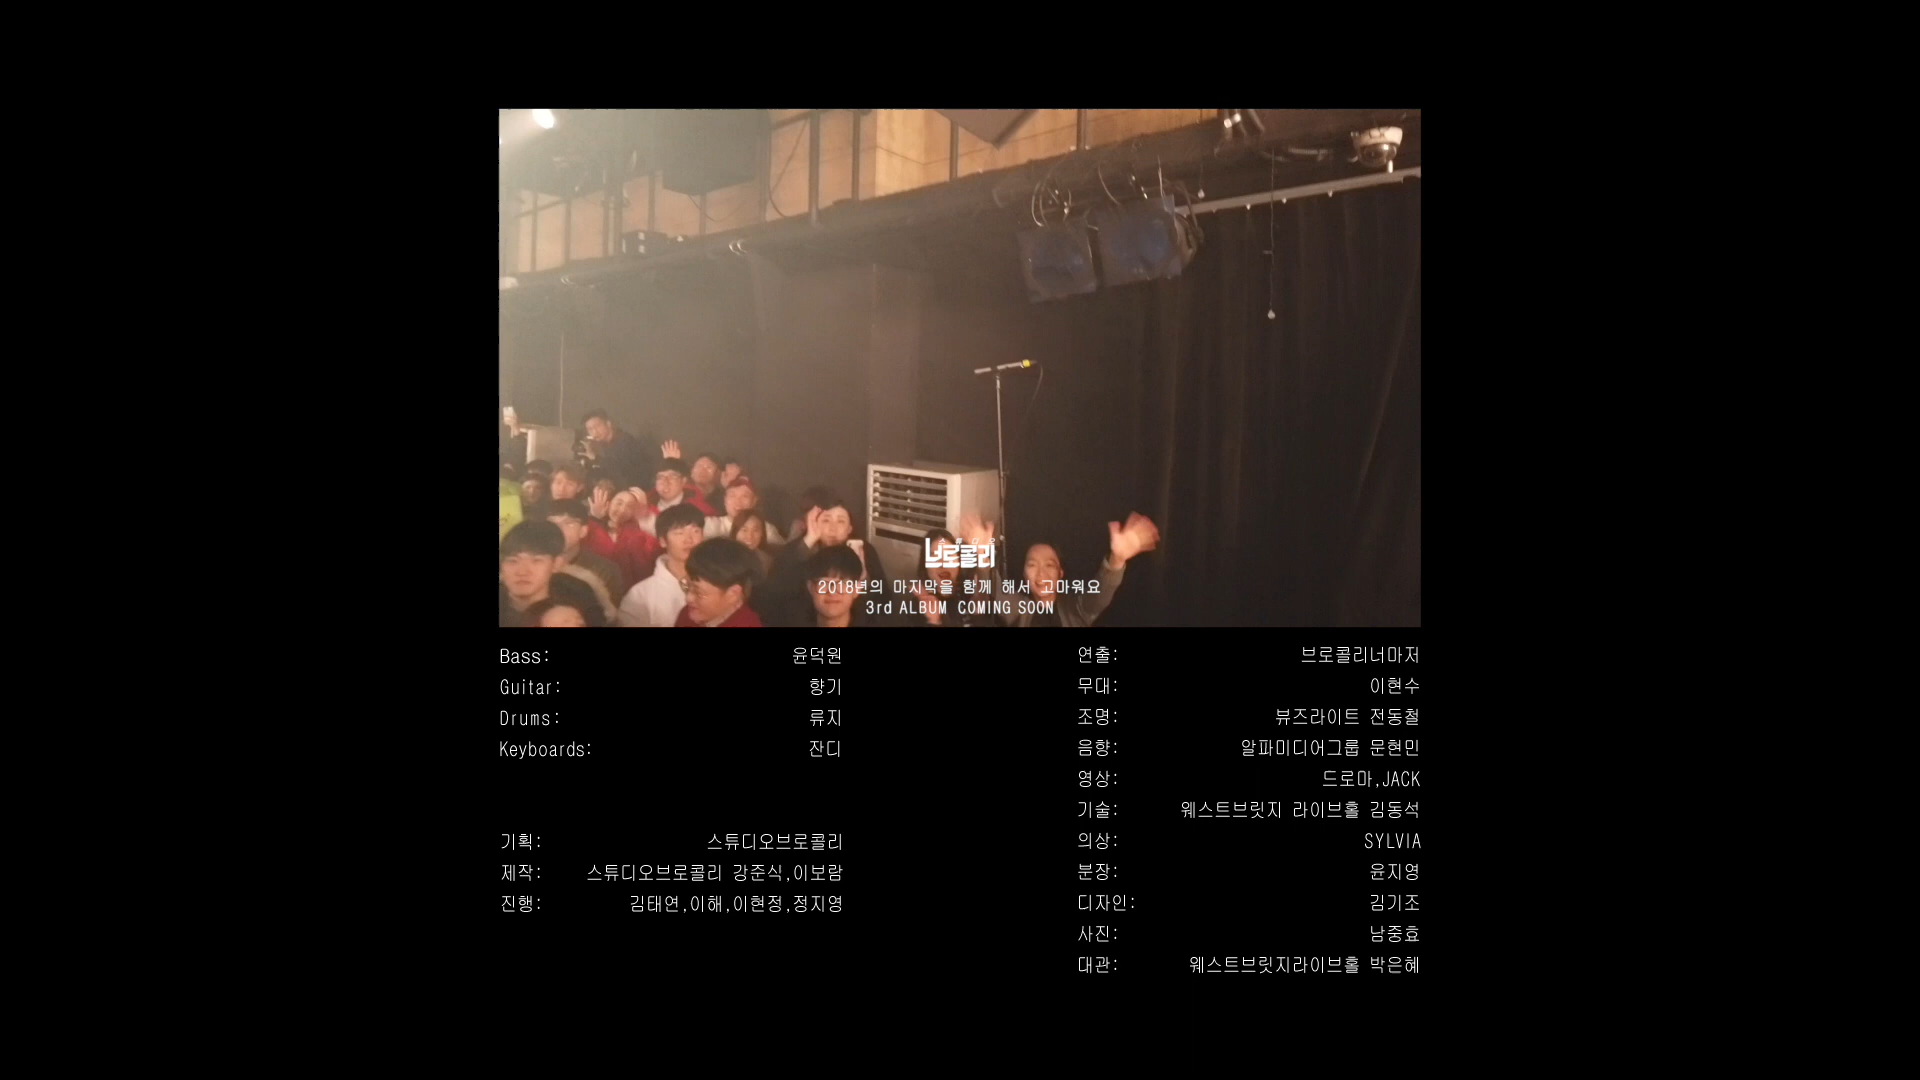 스튜디오
브로콜리
2018년의 마지막을 함께 해서 고마워요
3rd ALBUM COMING SOON
Bass: 윤덕원
Guitar: 향기
Drums: 류지
Keyboards: 잔디
기획: 스튜디오브로콜리
제작: 스튜디오브로콜리 강준식,이보람
진행: 김태연,이해,이현정,정지영
연출: 브로콜리너마저
무대: 이현수
조명: 뷰즈라이트 전동철
음향: 알파미디어그룹 문현민
영상: 드로마,JACK
기술: 웨스트브릿지 라이브홀 김동석
의상: SYLVIA
분장: 윤지영
디자인: 김기조
사진: 남중효
대관: 웨스트브릿지라이브홀 박은혜